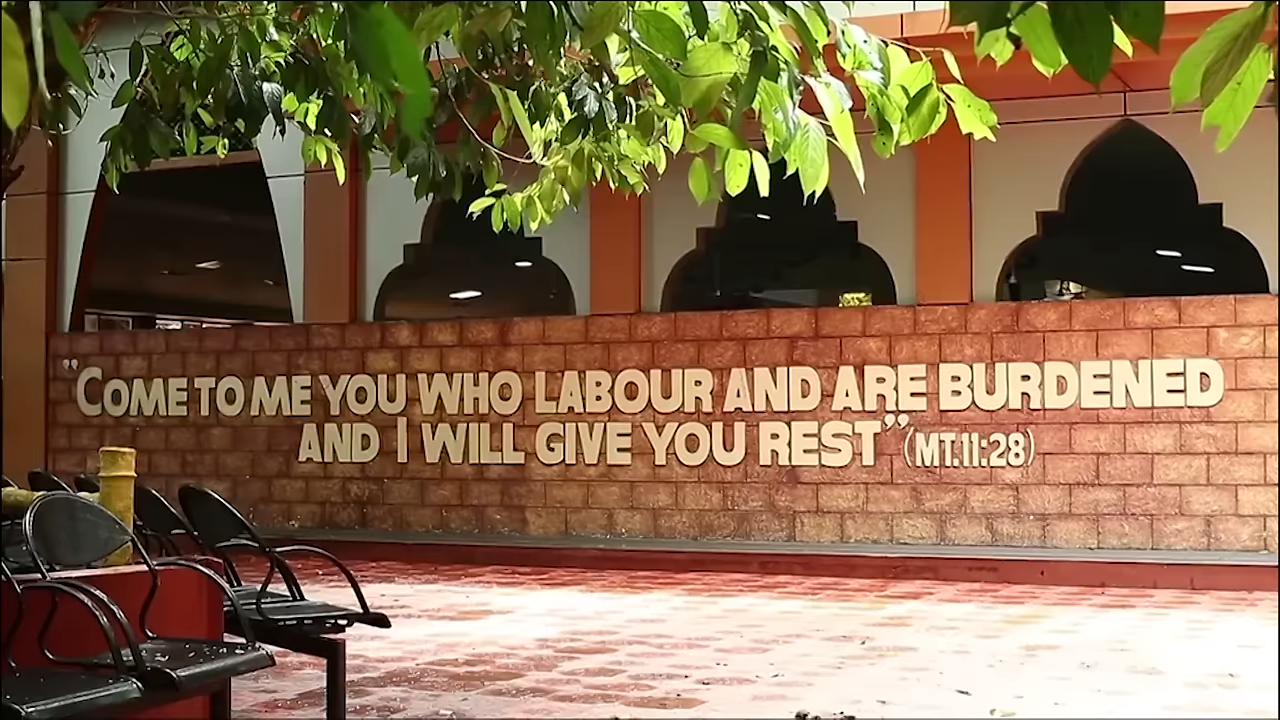 "COME TO ME YOU WHO LABOUR AND ARE BURDENED
AND I WILL GIVE YOU REST" (MT.11:28)